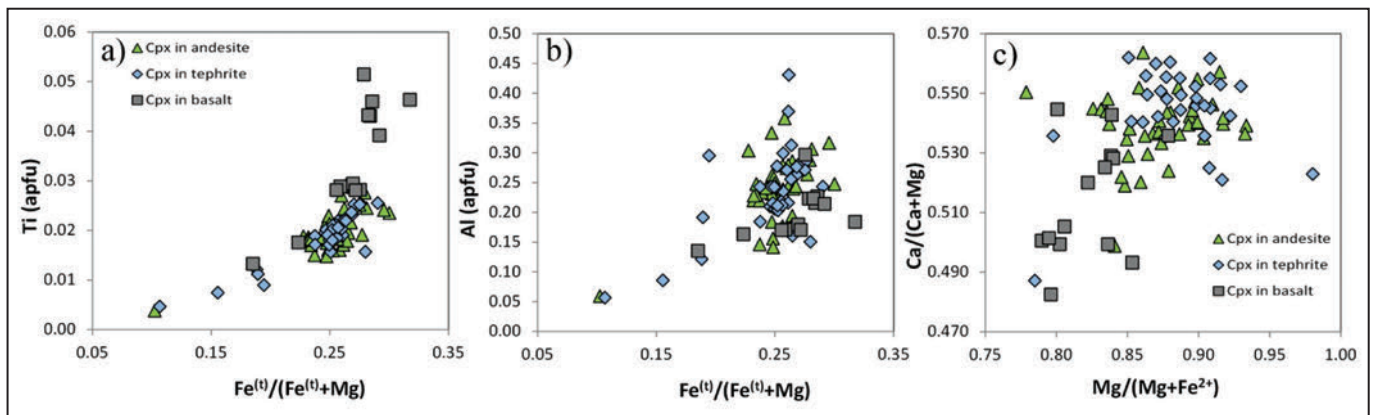 a)
Cpx in andesite
Cpx in tephrite
Cpx in basalt
0.06
0.05
0.04
0.03
0.02
0.01
0.00
Ti (apfu)
0.05
0.15
0.25
0.35
Fe(t)/(Fe(t)+Mg)
b)
0.50
0.45
0.40
0.35
0.30
0.25
0.20
0.15
0.10
0.05
0.00
Al (apfu)
0.05
0.15
0.25
0.35
Fe(t)/(Fe(t)+Mg)
c)
0.570
0.550
0.530
0.510
0.490
0.470
Ca/(Ca+Mg)
Cpx in andesite
Cpx in tephrite
Cpx in basalt
0.75
0.80
0.85
0.90
0.95
1.00
Mg/(Mg+Fe²⁺)